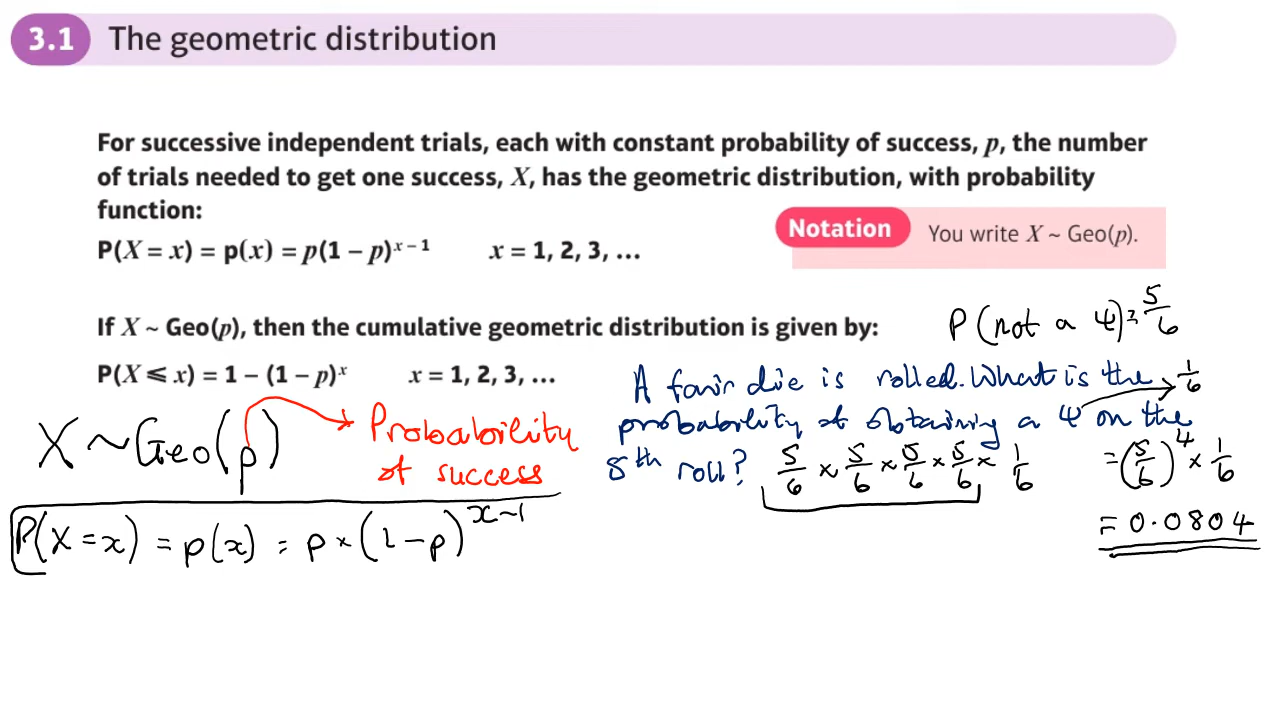 3.1 The geometric distribution
For successive independent trials, each with constant probability of success, p, the number
of trials needed to get one success, X, has the geometric distribution, with probability
function:
P(X = x) = p(x) = p(1 − p)^{x − 1} x = 1, 2, 3, …
Notation You write X ~ Geo(p).
If X ~ Geo(p), then the cumulative geometric distribution is given by:
P(X ⩽ x) = 1 − (1 − p)^x x = 1, 2, 3, …
P(not a 4) = 5/6
A fair die is rolled. What is the 1/6
probability of obtaining a 4 on the
5th roll? 5/6 × 5/6 × 5/6 × 5/6 × 1/6
= (5/6)^4 × 1/6
= 0.0804
X ~ Geo(p)
Probability
of success
P(X = x) = p(x) = p × (1 − p)^{x − 1}